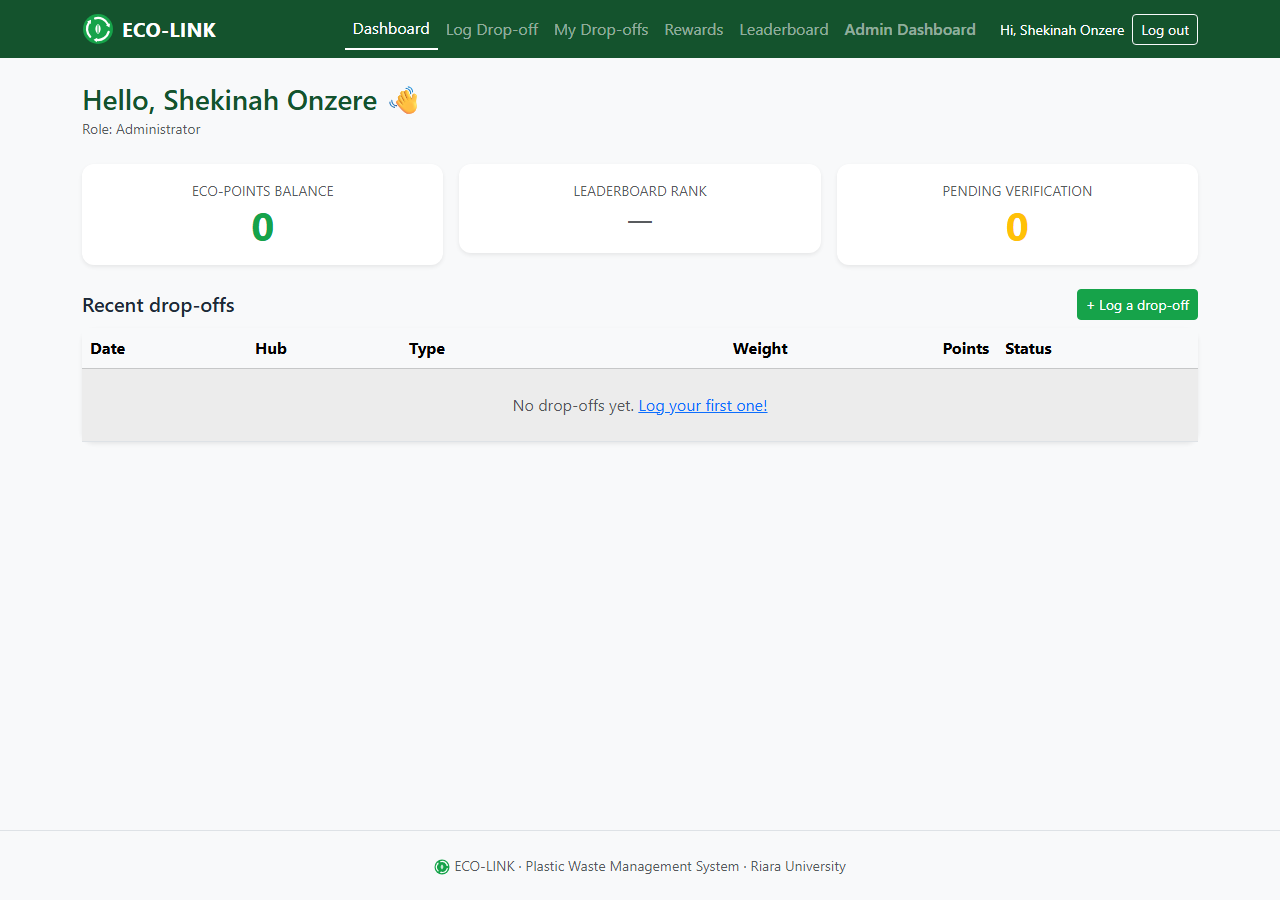 ECO-LINK Dashboard Log Drop-off My Drop-offs Rewards Leaderboard Admin Dashboard Hi, Shekinah Onzere Log out
Hello, Shekinah Onzere 👋
Role: Administrator
ECO-POINTS BALANCE LEADERBOARD RANK PENDING VERIFICATION
0 — 0
Recent drop-offs + Log a drop-off
Date Hub Type Weight Points Status
No drop-offs yet. Log your first one!
ECO-LINK · Plastic Waste Management System · Riara University